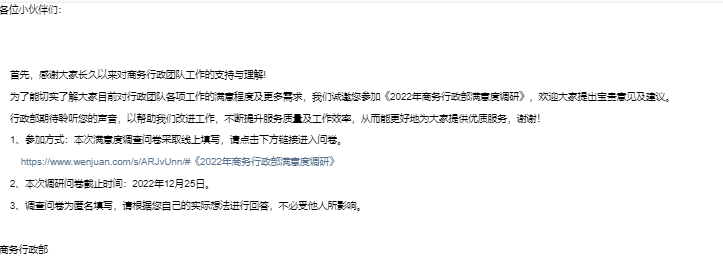 各位小伙伴们：
首先，感谢大家长久以来对商务行政团队工作的支持与理解!
为了能切实了解大家目前对行政团队各项工作的满意程度及更多需求，我们诚邀您参加《2022年商务行政部满意度调研》，欢迎大家提出宝贵意见及建议。
行政部期待聆听您的声音，以帮助我们改进工作，不断提升服务质量及工作效率，从而能更好地为大家提供优质服务，谢谢!
1、参加方式：本次满意度调查问卷采取线上填写，请点击下方链接进入问卷。
https://www.wenjuan.com/s/ARJvUnn/#《2022年商务行政部满意度调研》
2、本次调研问卷截止时间：2022年12月25日。
3、调查问卷为匿名填写，请根据您自己的实际想法进行回答，不必受他人所影响。
商务行政部